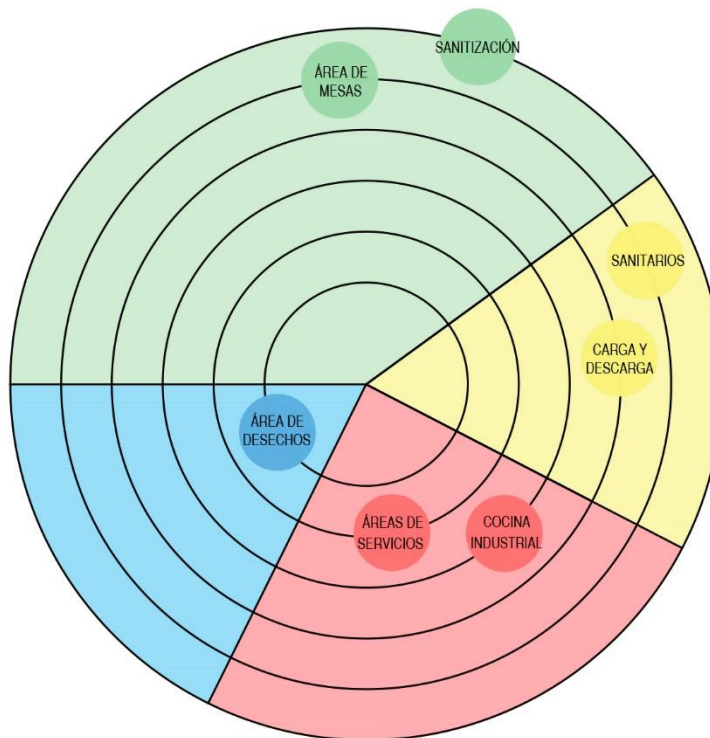 SANITIZACIÓN
ÁREA DE
MESAS
SANITARIOS
CARGA Y
DESCARGA
ÁREA DE
DESECHOS
ÁREAS DE
SERVICIOS
COCINA
INDUSTRIAL